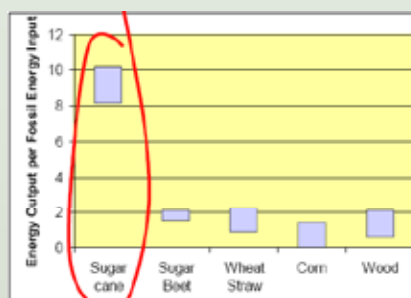 Energy Output per Fossil Energy Input
12
10
8
6
4
2
0
Sugar cane
Sugar Beet
Wheat Straw
Corn
Wood